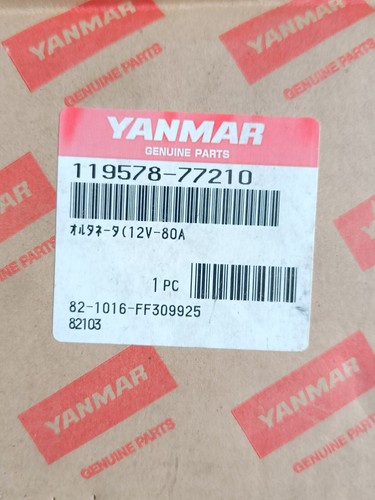 YANMAR
GENUINE PARTS
YANMAR
GENUINE PARTS
YANMAR
GENUINE PARTS
119578-77210
ｵﾙﾀﾈ-ﾀ(12V-80A
1 PC
82-1016-FF309925
82103
YANMAR
GENUINE PARTS
YANMAR
GENUINE PARTS